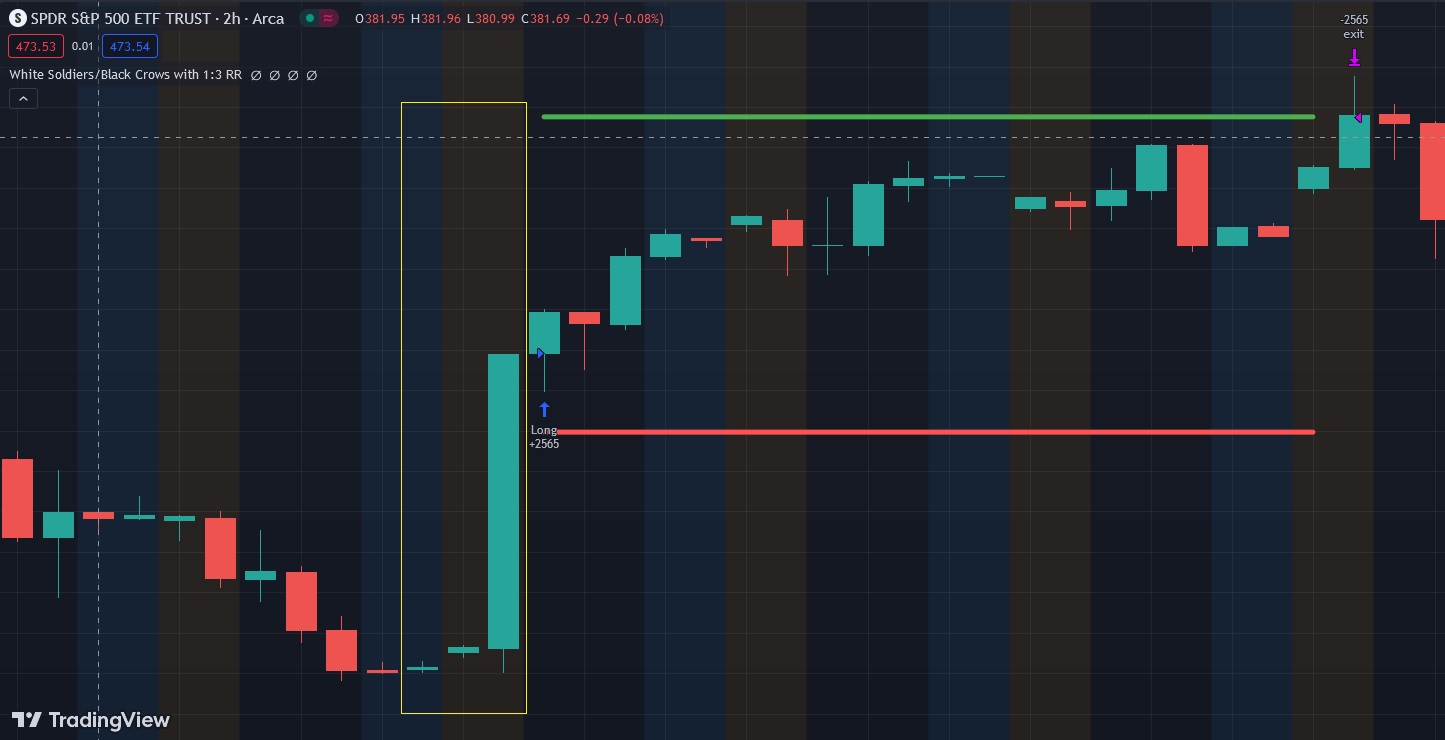 SPDR S&P 500 ETF TRUST · 2h · Arca O381.95 H381.96 L380.99 C381.69 −0.29 (−0.08%)
473.53 0.01 473.54
White Soldiers/Black Crows with 1:3 RR ∅ ∅ ∅ ∅
-2565
exit
Long
+2565
TradingView